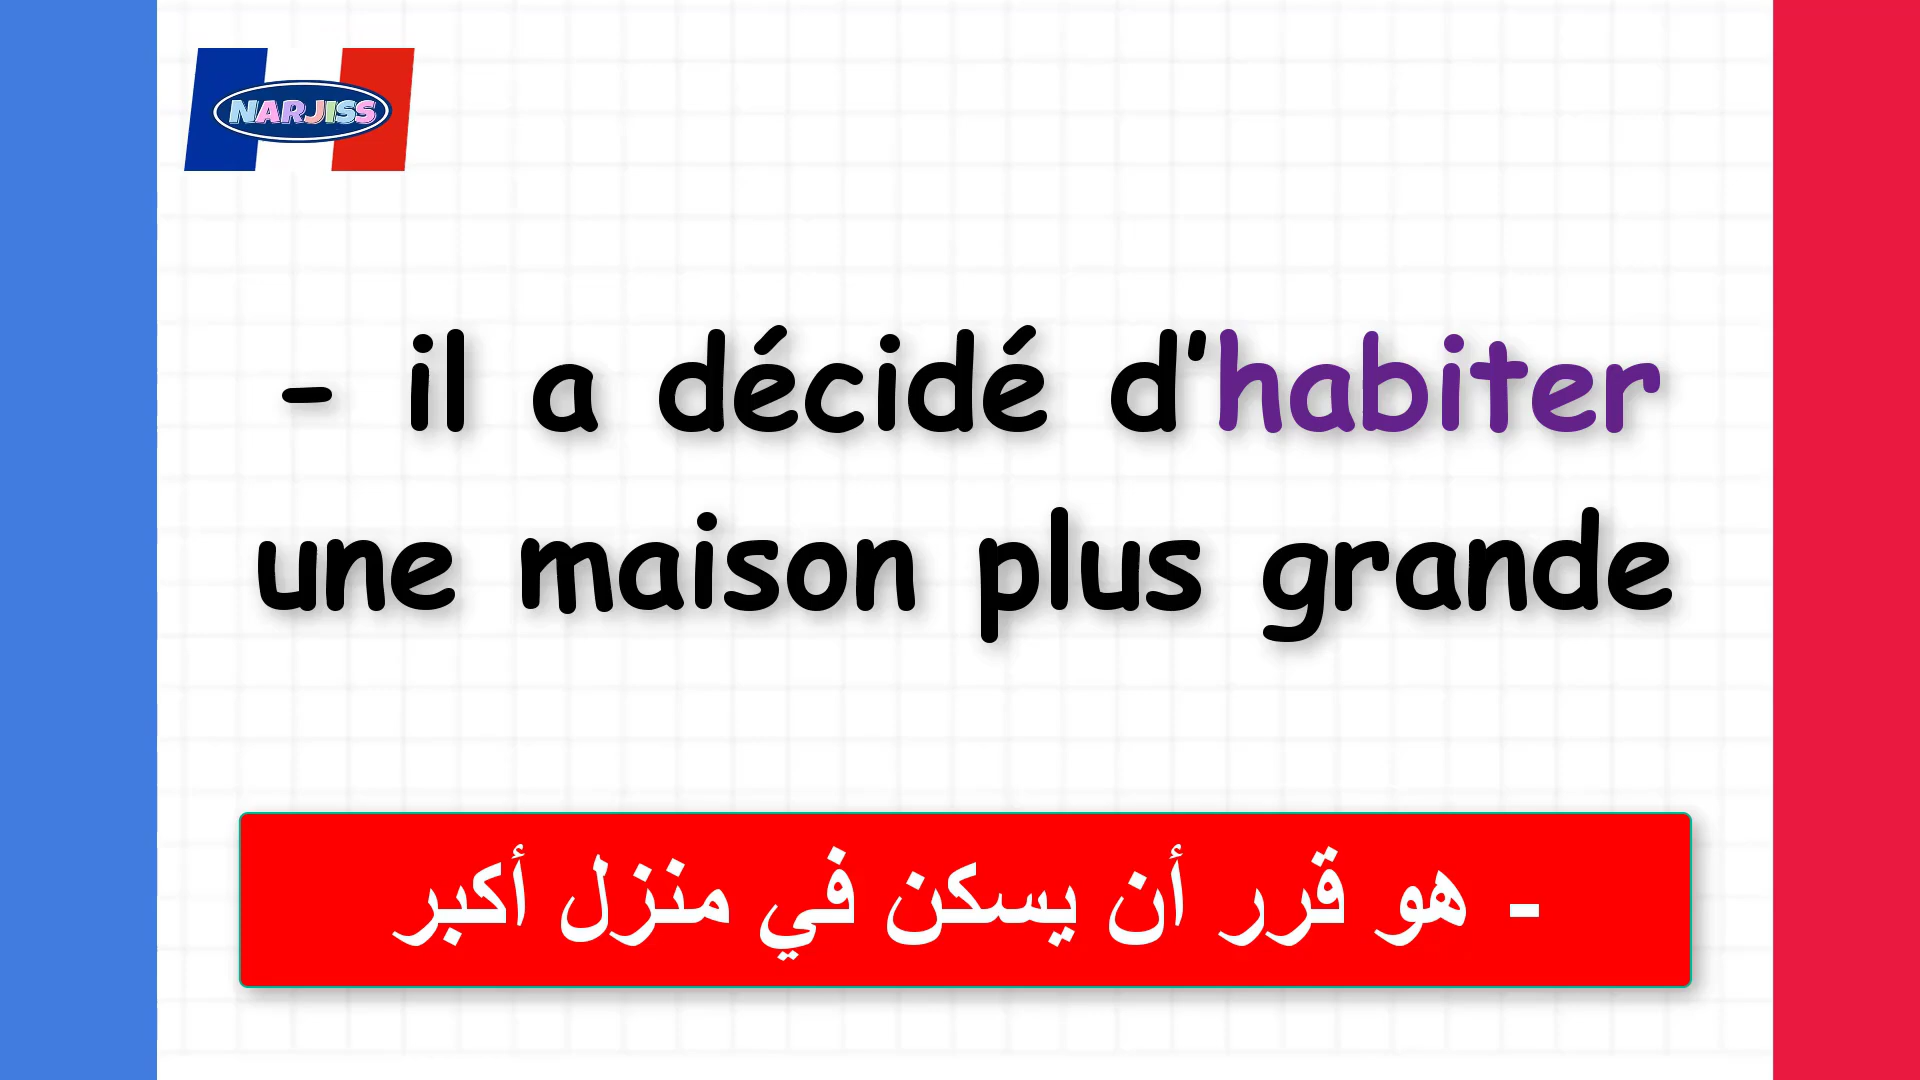 NARJISS
- il a décidé d’habiter
une maison plus grande
- هو قرر أن يسكن في منزل أكبر